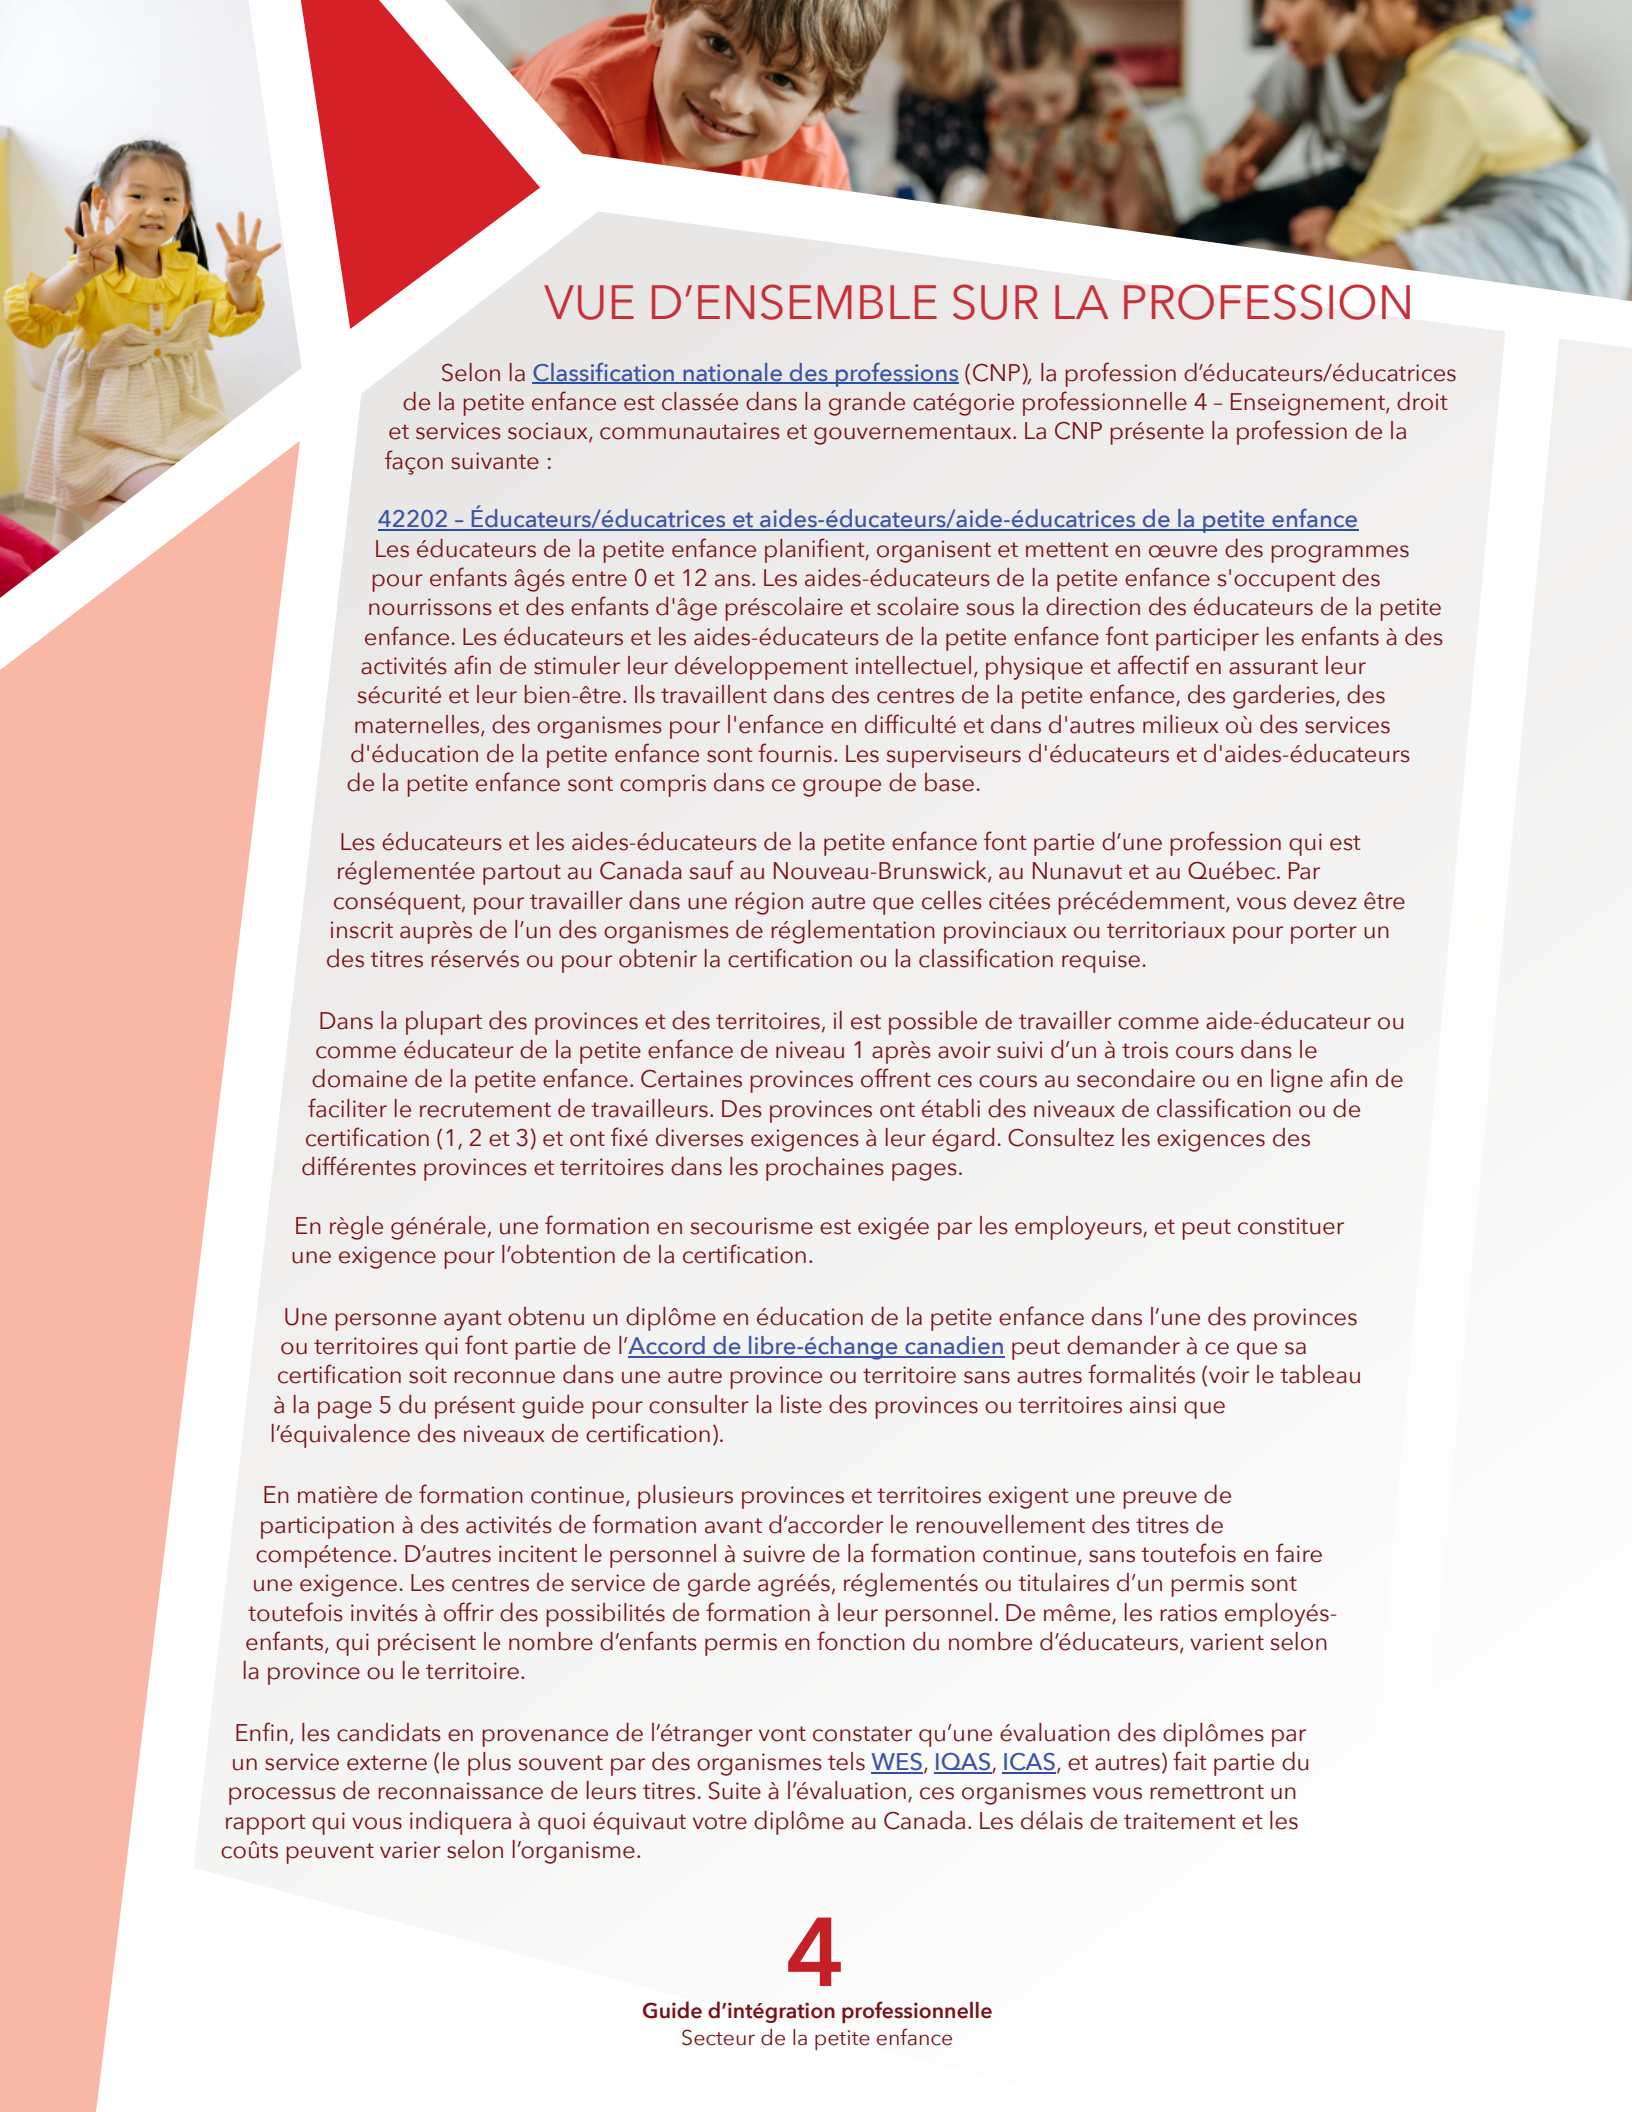 VUE D’ENSEMBLE SUR LA PROFESSION
Selon la Classification nationale des professions (CNP), la profession d’éducateurs/éducatrices
de la petite enfance est classée dans la grande catégorie professionnelle 4 – Enseignement, droit
et services sociaux, communautaires et gouvernementaux. La CNP présente la profession de la
façon suivante :
42202 – Éducateurs/éducatrices et aides-éducateurs/aide-éducatrices de la petite enfance
Les éducateurs de la petite enfance planifient, organisent et mettent en œuvre des programmes
pour enfants âgés entre 0 et 12 ans. Les aides-éducateurs de la petite enfance s'occupent des
nourrissons et des enfants d'âge préscolaire et scolaire sous la direction des éducateurs de la petite
enfance. Les éducateurs et les aides-éducateurs de la petite enfance font participer les enfants à des
activités afin de stimuler leur développement intellectuel, physique et affectif en assurant leur
sécurité et leur bien-être. Ils travaillent dans des centres de la petite enfance, des garderies, des
maternelles, des organismes pour l'enfance en difficulté et dans d'autres milieux où des services
d'éducation de la petite enfance sont fournis. Les superviseurs d'éducateurs et d'aides-éducateurs
de la petite enfance sont compris dans ce groupe de base.
Les éducateurs et les aides-éducateurs de la petite enfance font partie d’une profession qui est
réglementée partout au Canada sauf au Nouveau-Brunswick, au Nunavut et au Québec. Par
conséquent, pour travailler dans une région autre que celles citées précédemment, vous devez être
inscrit auprès de l’un des organismes de réglementation provinciaux ou territoriaux pour porter un
des titres réservés ou pour obtenir la certification ou la classification requise.
Dans la plupart des provinces et des territoires, il est possible de travailler comme aide-éducateur ou
comme éducateur de la petite enfance de niveau 1 après avoir suivi d’un à trois cours dans le
domaine de la petite enfance. Certaines provinces offrent ces cours au secondaire ou en ligne afin de
faciliter le recrutement de travailleurs. Des provinces ont établi des niveaux de classification ou de
certification (1, 2 et 3) et ont fixé diverses exigences à leur égard. Consultez les exigences des
différentes provinces et territoires dans les prochaines pages.
En règle générale, une formation en secourisme est exigée par les employeurs, et peut constituer
une exigence pour l’obtention de la certification.
Une personne ayant obtenu un diplôme en éducation de la petite enfance dans l’une des provinces
ou territoires qui font partie de l’Accord de libre-échange canadien peut demander à ce que sa
certification soit reconnue dans une autre province ou territoire sans autres formalités (voir le tableau
à la page 5 du présent guide pour consulter la liste des provinces ou territoires ainsi que
l’équivalence des niveaux de certification).
En matière de formation continue, plusieurs provinces et territoires exigent une preuve de
participation à des activités de formation avant d’accorder le renouvellement des titres de
compétence. D’autres incitent le personnel à suivre de la formation continue, sans toutefois en faire
une exigence. Les centres de service de garde agréés, réglementés ou titulaires d’un permis sont
toutefois invités à offrir des possibilités de formation à leur personnel. De même, les ratios employés-
enfants, qui précisent le nombre d’enfants permis en fonction du nombre d’éducateurs, varient selon
la province ou le territoire.
Enfin, les candidats en provenance de l’étranger vont constater qu’une évaluation des diplômes par
un service externe (le plus souvent par des organismes tels WES, IQAS, ICAS, et autres) fait partie du
processus de reconnaissance de leurs titres. Suite à l’évaluation, ces organismes vous remettront un
rapport qui vous indiquera à quoi équivaut votre diplôme au Canada. Les délais de traitement et les
coûts peuvent varier selon l’organisme.
4
Guide d’intégration professionnelle
Secteur de la petite enfance